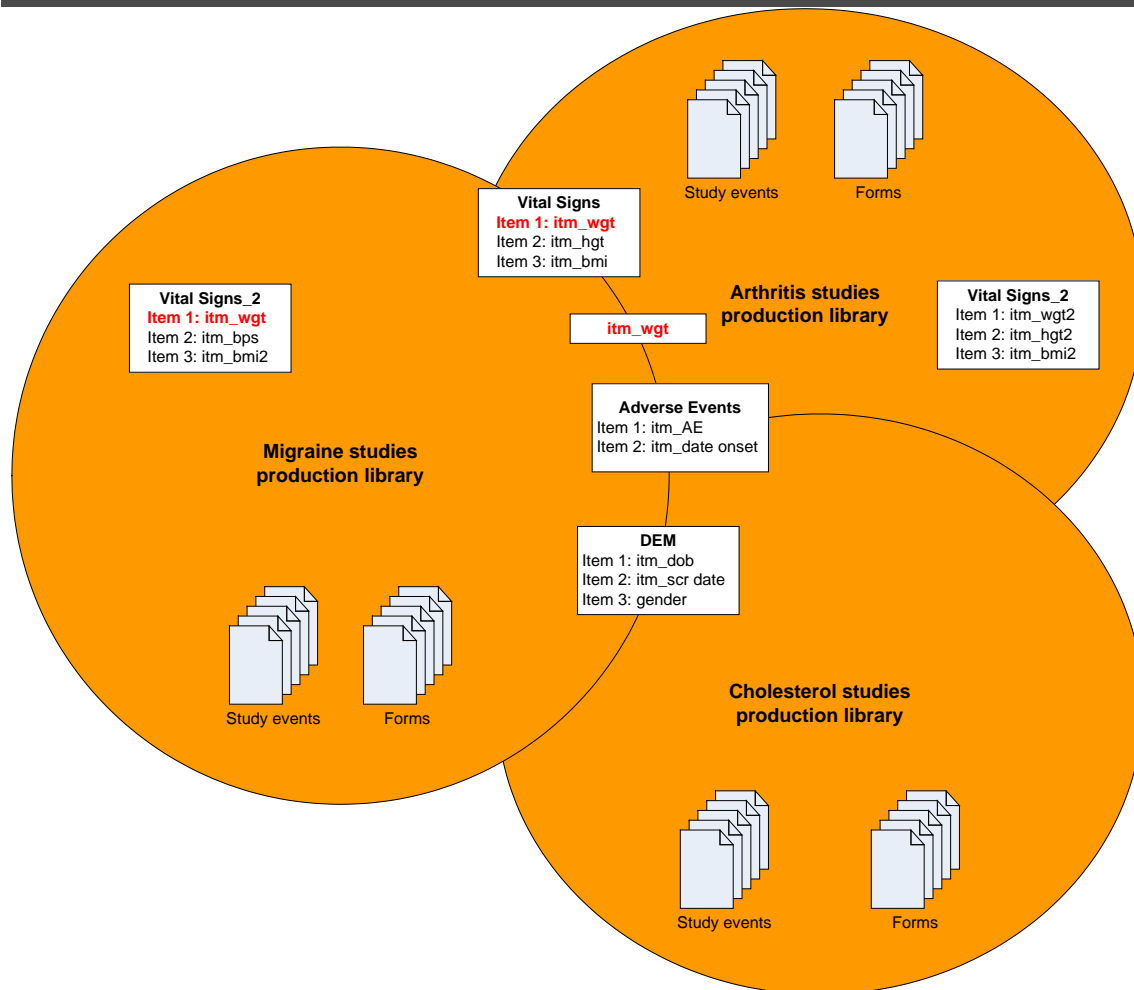 Study events
Forms
Vital Signs
Item 1: itm_wgt
Item 2: itm_hgt
Item 3: itm_bmi
Vital Signs_2
Item 1: itm_wgt
Item 2: itm_bps
Item 3: itm_bmi2
Arthritis studies
production library
Vital Signs_2
Item 1: itm_wgt2
Item 2: itm_hgt2
Item 3: itm_bmi2
itm_wgt
Adverse Events
Item 1: itm_AE
Item 2: itm_date onset
Migraine studies
production library
DEM
Item 1: itm_dob
Item 2: itm_scr date
Item 3: gender
Study events
Forms
Cholesterol studies
production library
Study events
Forms